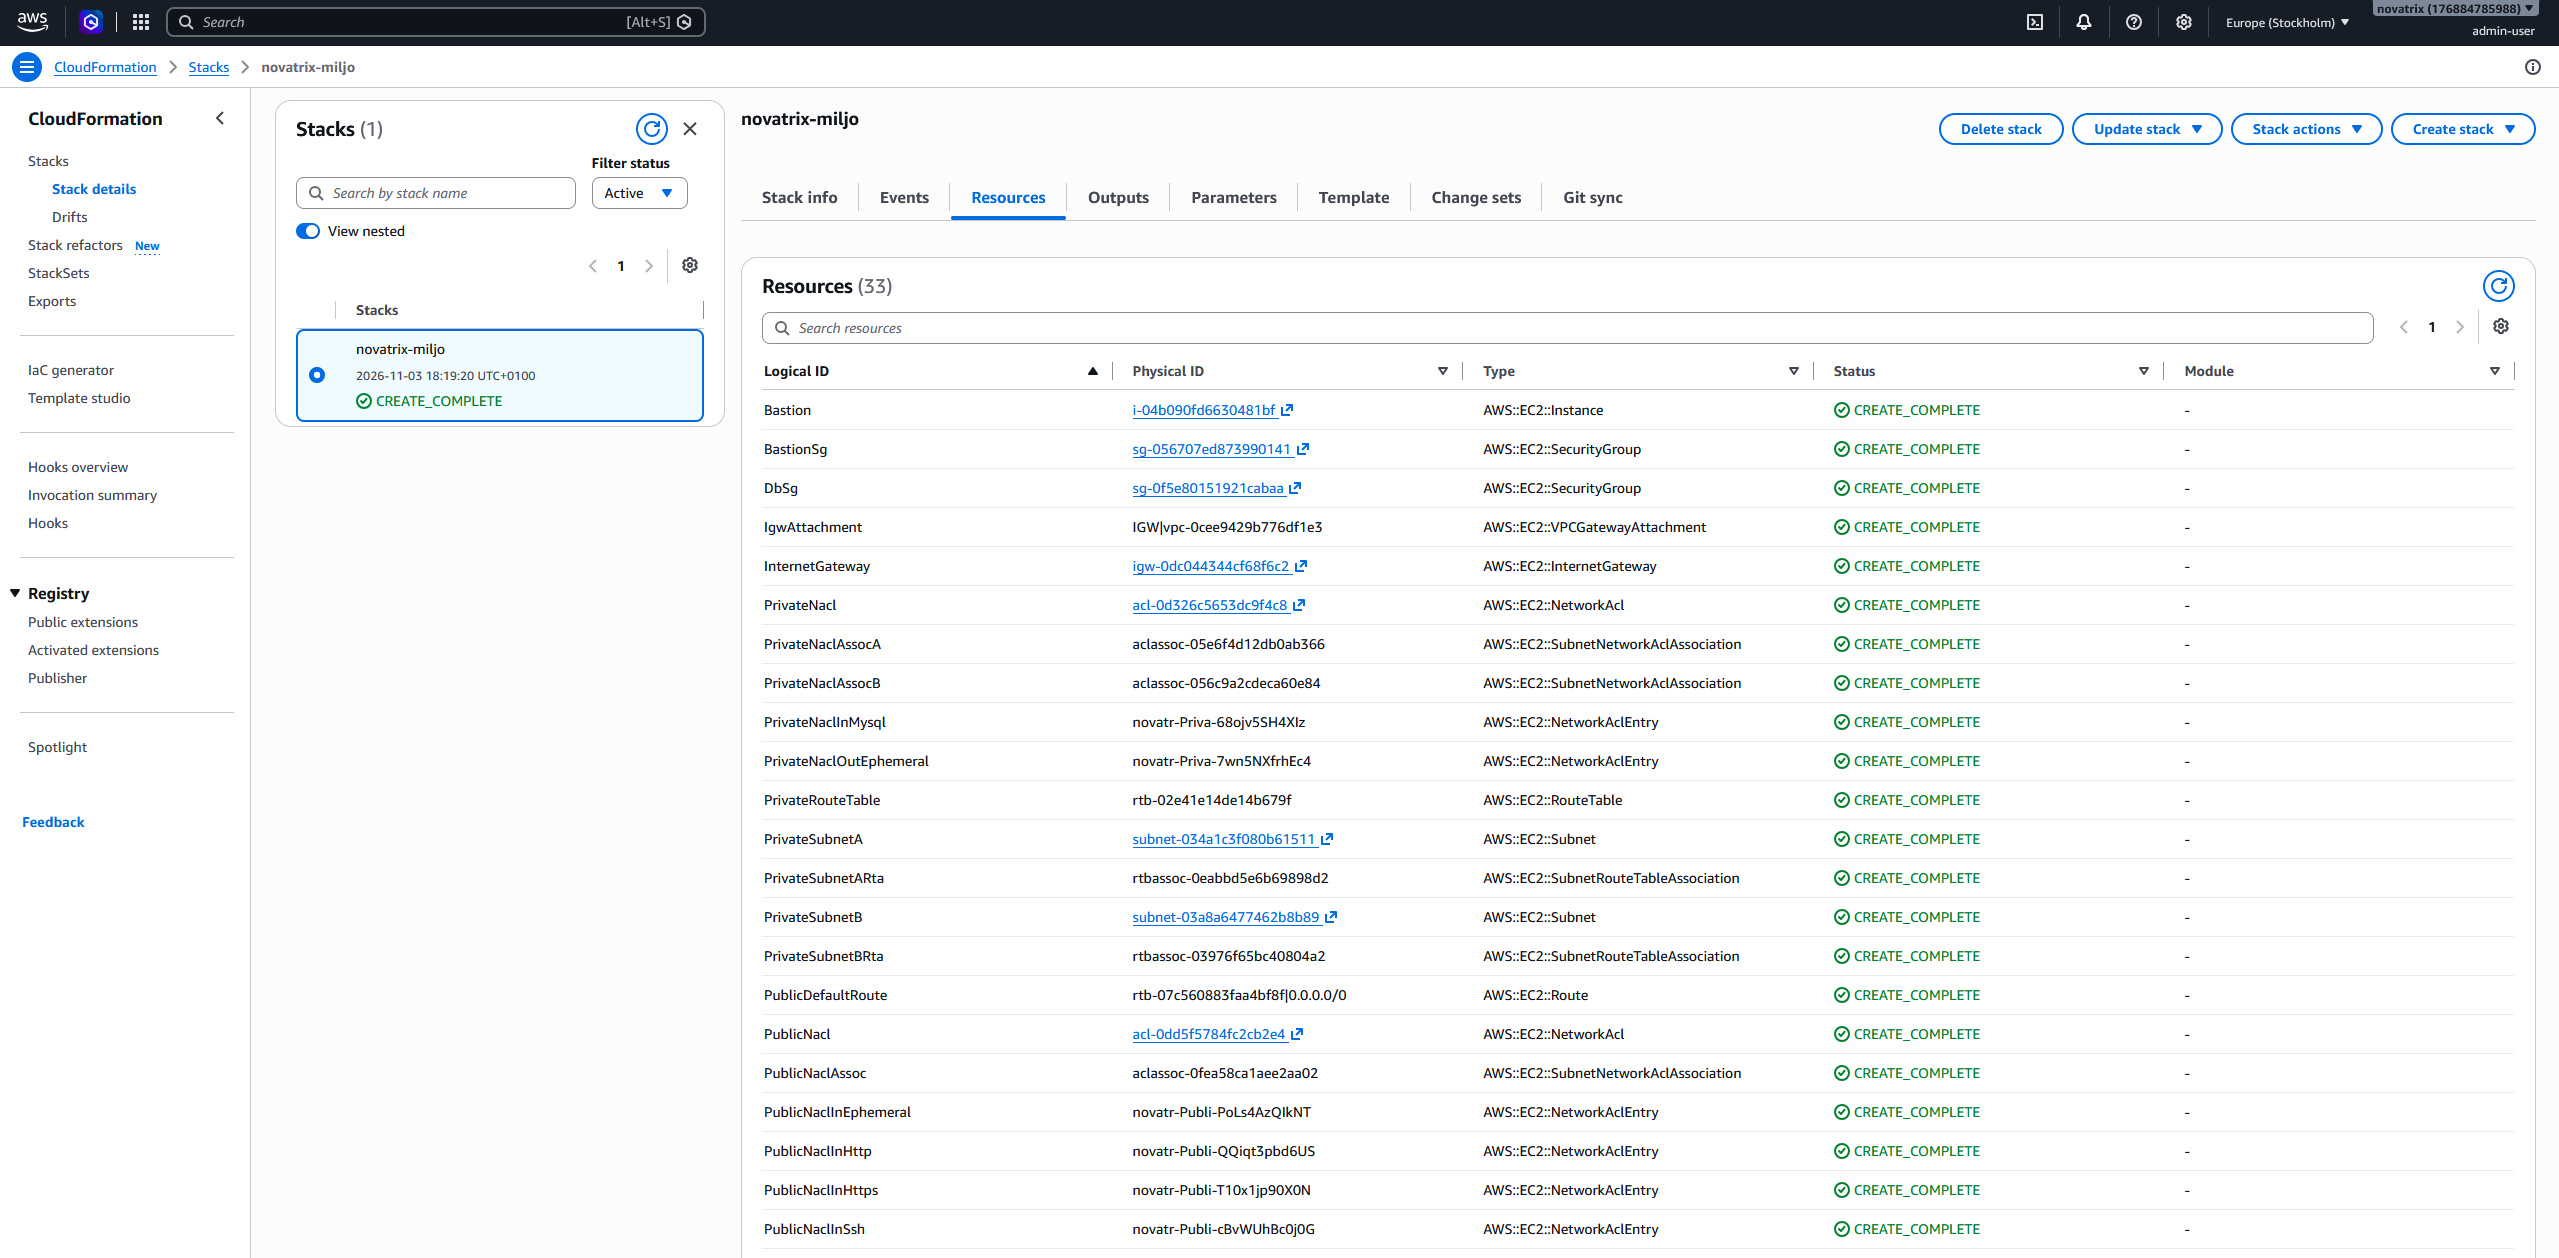 aws
Search [Alt+S]
Europe (Stockholm)
novatrix (176884785988)
admin-user
CloudFormation > Stacks > novatrix-miljo
CloudFormation
Stacks
Stack details
Drifts
Stack refactors New
StackSets
Exports
IaC generator
Template studio
Hooks overview
Invocation summary
Hooks
Registry
Public extensions
Activated extensions
Publisher
Spotlight
Feedback
Stacks (1)
Filter status
Search by stack name
Active
View nested
1
Stacks
novatrix-miljo
2026-11-03 18:19:20 UTC+0100
CREATE_COMPLETE
novatrix-miljo
Delete stack
Update stack
Stack actions
Create stack
Stack info Events Resources Outputs Parameters Template Change sets Git sync
Resources (33)
Search resources
1
Logical ID Physical ID Type Status Module
Bastion i-04b090fd6630481bf AWS::EC2::Instance CREATE_COMPLETE -
BastionSg sg-056707ed873990141 AWS::EC2::SecurityGroup CREATE_COMPLETE -
DbSg sg-0f5e80151921cabaa AWS::EC2::SecurityGroup CREATE_COMPLETE -
IgwAttachment IGW|vpc-0cee9429b776df1e3 AWS::EC2::VPCGatewayAttachment CREATE_COMPLETE -
InternetGateway igw-0dc044344cf68f6c2 AWS::EC2::InternetGateway CREATE_COMPLETE -
PrivateNacl acl-0d326c5653dc9f4c8 AWS::EC2::NetworkAcl CREATE_COMPLETE -
PrivateNaclAssocA aclassoc-05e6f4d12db0ab366 AWS::EC2::SubnetNetworkAclAssociation CREATE_COMPLETE -
PrivateNaclAssocB aclassoc-056c9a2cdeca60e84 AWS::EC2::SubnetNetworkAclAssociation CREATE_COMPLETE -
PrivateNaclInMysql novatr-Priva-68ojv5SH4XIz AWS::EC2::NetworkAclEntry CREATE_COMPLETE -
PrivateNaclOutEphemeral novatr-Priva-7wn5NXfrhEc4 AWS::EC2::NetworkAclEntry CREATE_COMPLETE -
PrivateRouteTable rtb-02e41e14de14b679f AWS::EC2::RouteTable CREATE_COMPLETE -
PrivateSubnetA subnet-034a1c3f080b61511 AWS::EC2::Subnet CREATE_COMPLETE -
PrivateSubnetARta rtbassoc-0eabbd5e6b69898d2 AWS::EC2::SubnetRouteTableAssociation CREATE_COMPLETE -
PrivateSubnetB subnet-03a8a6477462b8b89 AWS::EC2::Subnet CREATE_COMPLETE -
PrivateSubnetBRta rtbassoc-03976f65bc40804a2 AWS::EC2::SubnetRouteTableAssociation CREATE_COMPLETE -
PublicDefaultRoute rtb-07c560883faa4bf8f|0.0.0.0/0 AWS::EC2::Route CREATE_COMPLETE -
PublicNacl acl-0dd5f5784fc2cb2e4 AWS::EC2::NetworkAcl CREATE_COMPLETE -
PublicNaclAssoc aclassoc-0fea58ca1aee2aa02 AWS::EC2::SubnetNetworkAclAssociation CREATE_COMPLETE -
PublicNaclInEphemeral novatr-Publi-PoLs4AzQIkNT AWS::EC2::NetworkAclEntry CREATE_COMPLETE -
PublicNaclInHttp novatr-Publi-QQiqt3pbd6US AWS::EC2::NetworkAclEntry CREATE_COMPLETE -
PublicNaclInHttps novatr-Publi-T10x1jp90X0N AWS::EC2::NetworkAclEntry CREATE_COMPLETE -
PublicNaclInSsh novatr-Publi-cBvWUhBc0j0G AWS::EC2::NetworkAclEntry CREATE_COMPLETE -